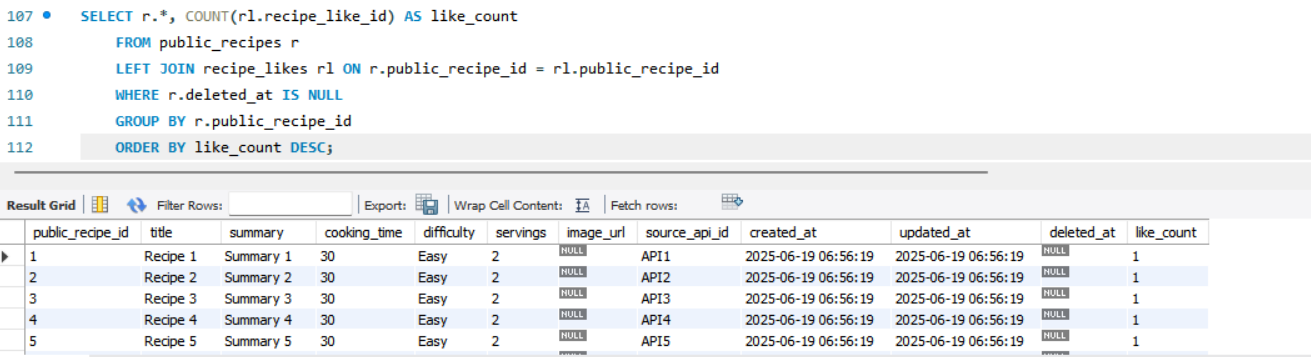 107 SELECT r.*, COUNT(rl.recipe_like_id) AS like_count
108 FROM public_recipes r
109 LEFT JOIN recipe_likes rl ON r.public_recipe_id = rl.public_recipe_id
110 WHERE r.deleted_at IS NULL
111 GROUP BY r.public_recipe_id
112 ORDER BY like_count DESC;
Result Grid Filter Rows: Export: Wrap Cell Content: IA Fetch rows:
public_recipe_id title summary cooking_time difficulty servings image_url source_api_id created_at updated_at deleted_at like_count
1 Recipe 1 Summary 1 30 Easy 2 NULL API1 2025-06-19 06:56:19 2025-06-19 06:56:19 NULL 1
2 Recipe 2 Summary 2 30 Easy 2 NULL API2 2025-06-19 06:56:19 2025-06-19 06:56:19 NULL 1
3 Recipe 3 Summary 3 30 Easy 2 NULL API3 2025-06-19 06:56:19 2025-06-19 06:56:19 NULL 1
4 Recipe 4 Summary 4 30 Easy 2 NULL API4 2025-06-19 06:56:19 2025-06-19 06:56:19 NULL 1
5 Recipe 5 Summary 5 30 Easy 2 NULL API5 2025-06-19 06:56:19 2025-06-19 06:56:19 NULL 1